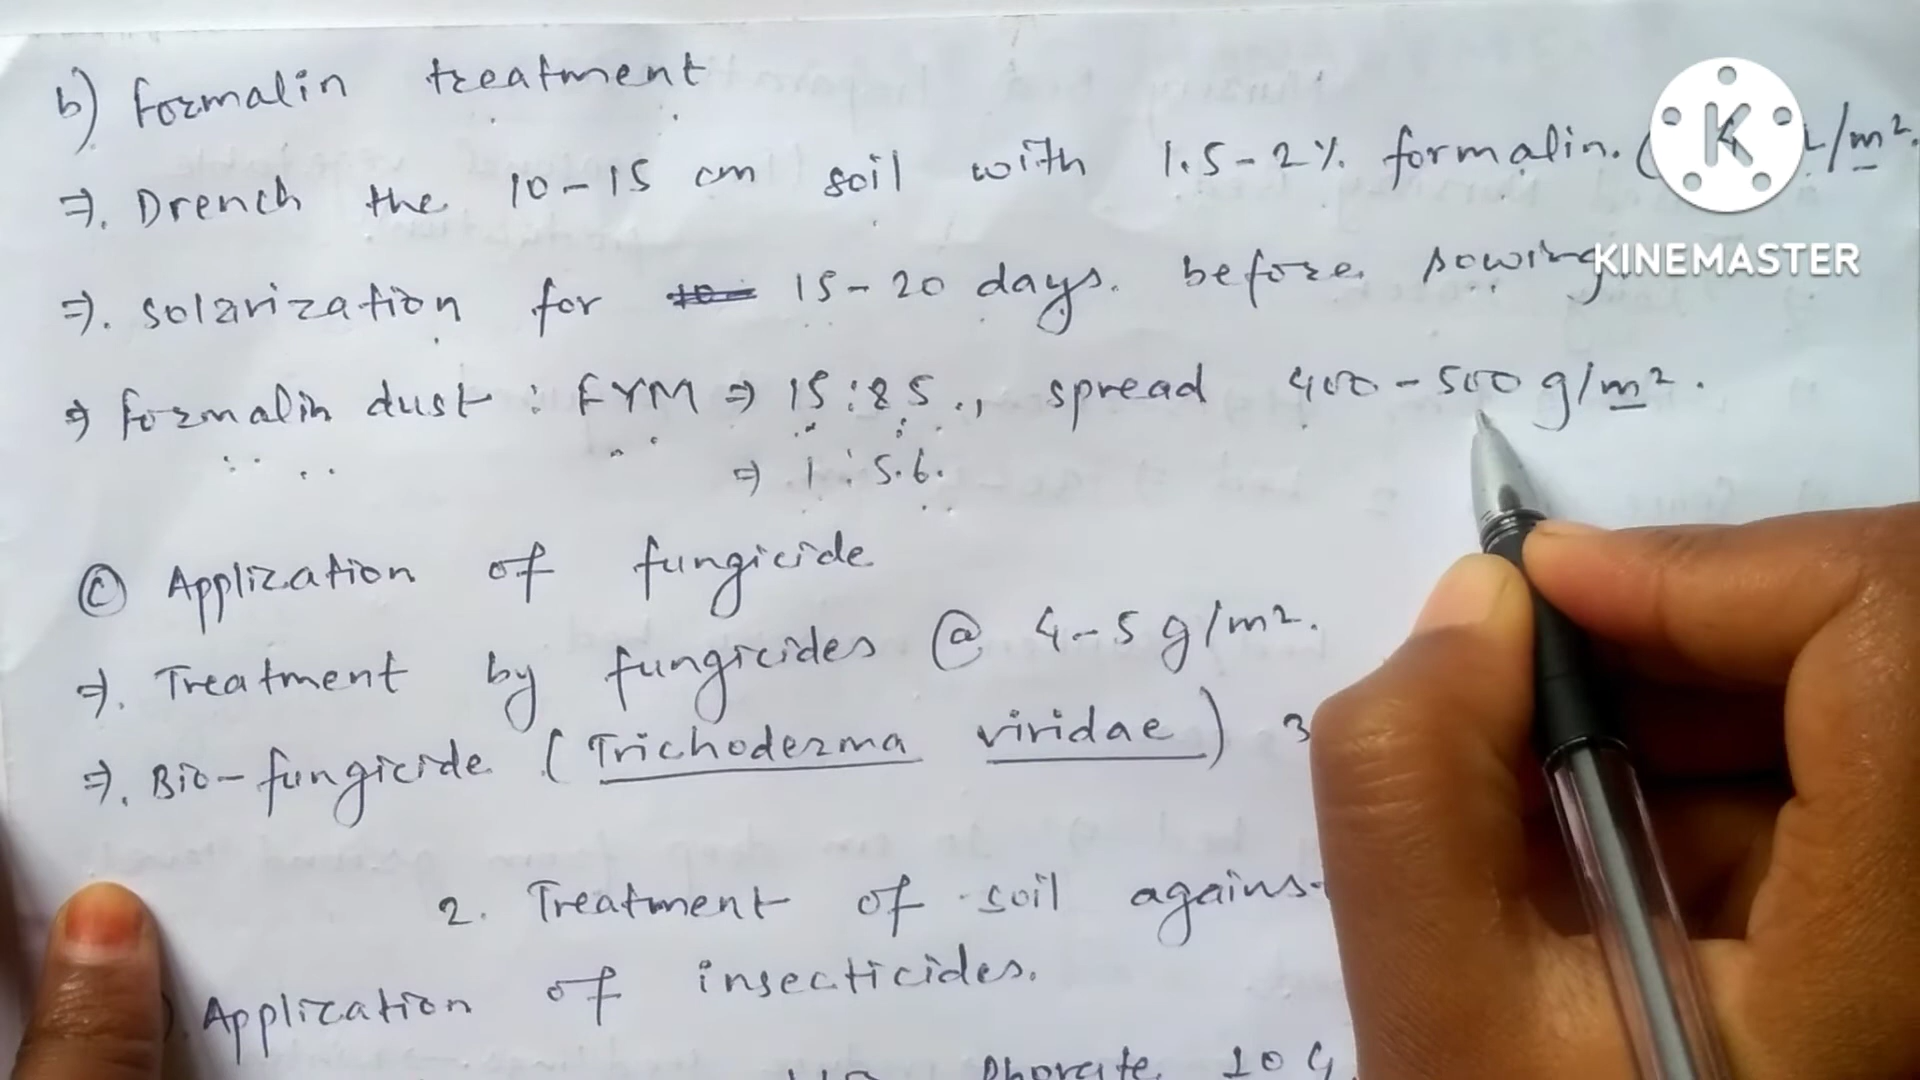 b) Formalin treatment
⇒. Drench the 10-15 cm soil with 1.5-2% formalin. ( /m².
⇒. solarization for 15-20 days. before sowing.
⇒ formalin dust : FYM ⇒ 15:85., spread 400-500 g/m².
⇒ 1:5.6.
KINEMASTER
© Application of fungicide
⇒. Treatment by fungicides @ 4-5 g/m².
⇒. Bio-fungicide (Trichoderma viridae) 3
2. Treatment of soil agains
Application of insecticides.
Phorate 10 G